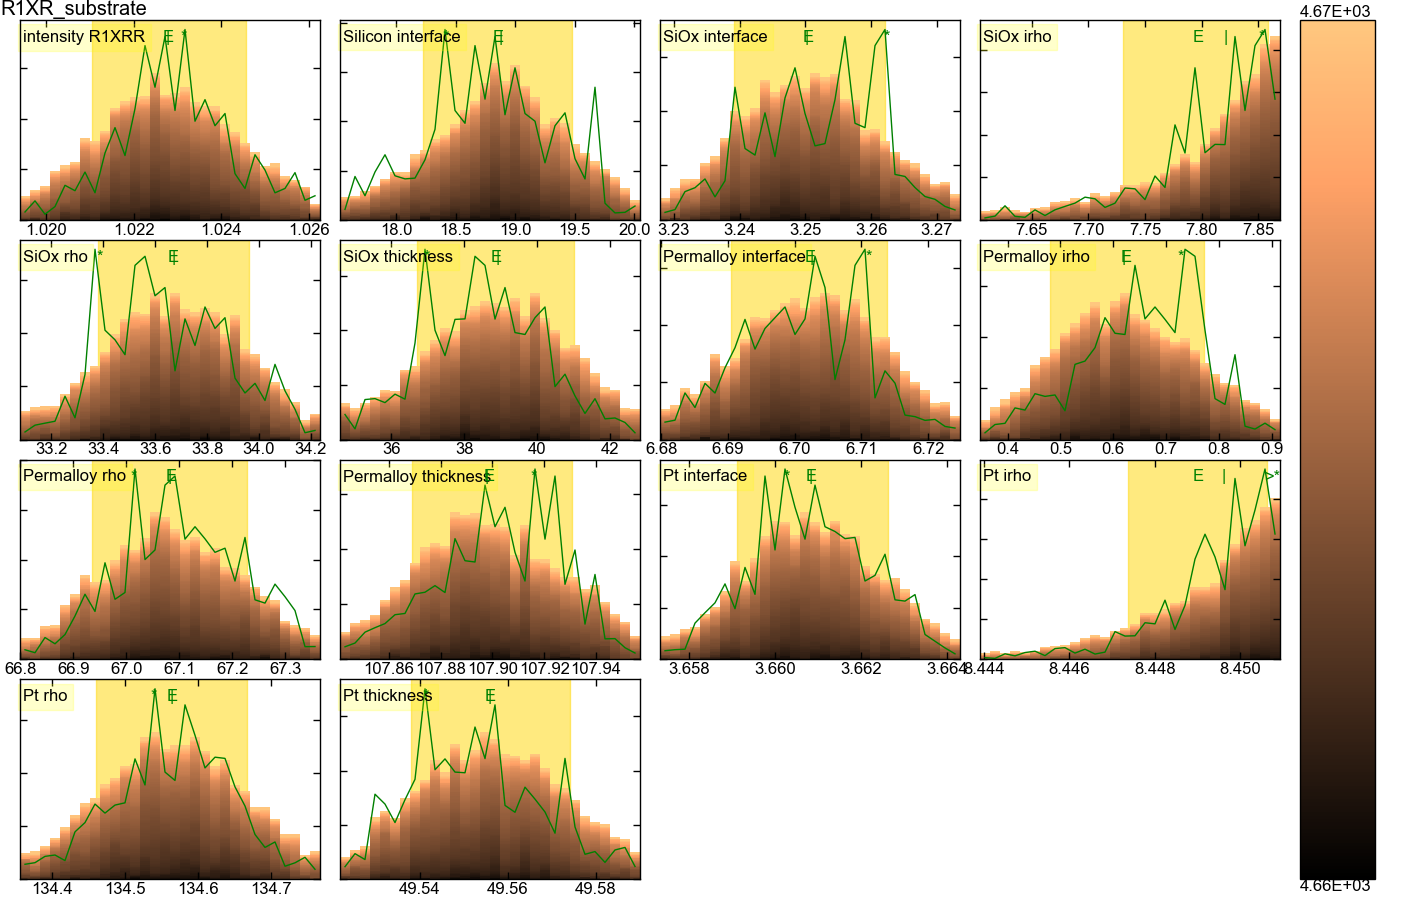 R1XR_substrate
4.67E+03
intensity R1XRR
E
|
*
1.020 1.022 1.024 1.026
Silicon interface
E
|
18.0 18.5 19.0 19.5 20.0
SiOx interface
E
|
*
3.23 3.24 3.25 3.26 3.27
SiOx irho
E
|
*
7.65 7.70 7.75 7.80 7.85
SiOx rho
*
E
|
33.2 33.4 33.6 33.8 34.0 34.2
SiOx thickness
*
E
|
36 38 40 42
Permalloy interface
E
|
*
6.68 6.69 6.70 6.71 6.72
Permalloy irho
E
|
*
0.4 0.5 0.6 0.7 0.8 0.9
Permalloy rho
*
E
|
66.8 66.9 67.0 67.1 67.2 67.3
Permalloy thickness
E
|
*
107.86 107.88 107.90 107.92 107.94
Pt interface
*
E
|
3.658 3.660 3.662 3.664
Pt irho
E
|
>*
8.444 8.446 8.448 8.450
Pt rho
*
E
|
134.4 134.5 134.6 134.7
Pt thickness
*
E
|
49.54 49.56 49.58
4.66E+03